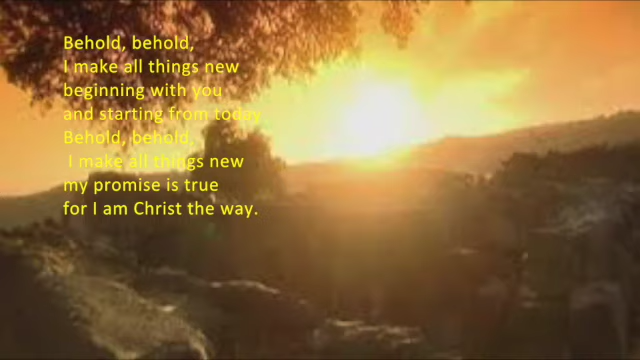 Behold, behold,
I make all things new
beginning with you
and starting from today
Behold, behold,
I make all things new
my promise is true
for I am Christ the way.